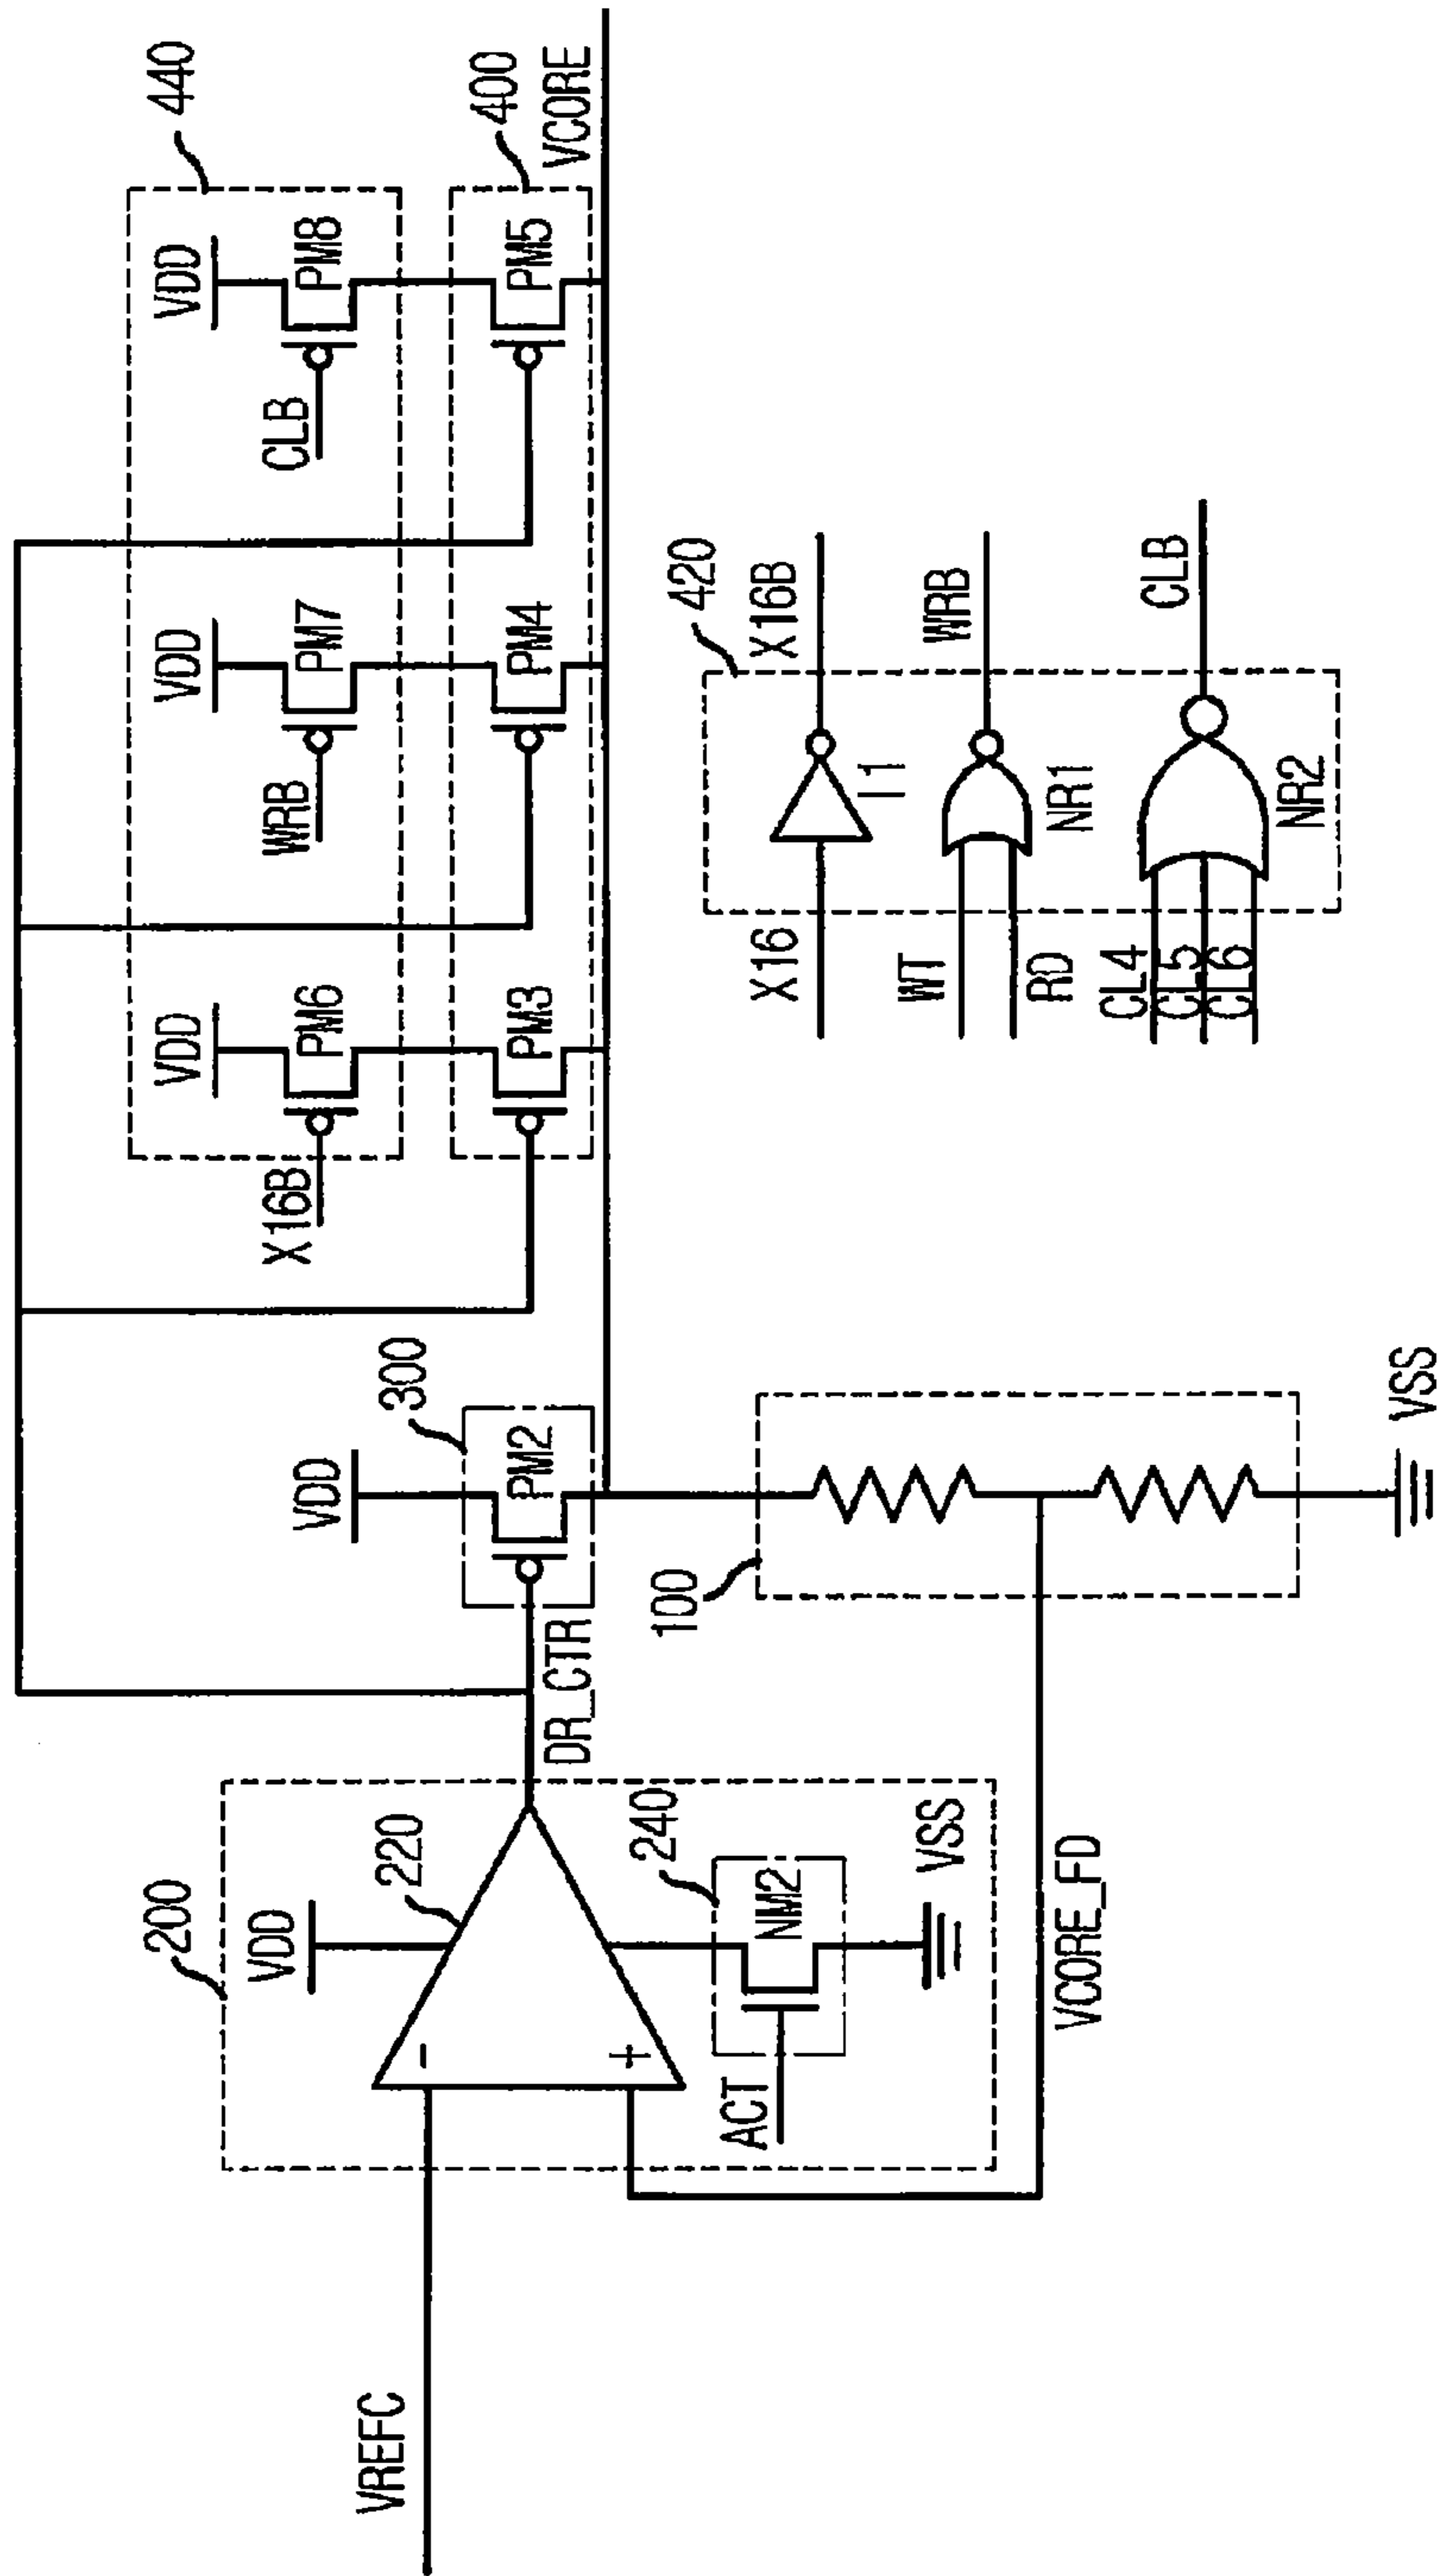 440
VDD
VDD
VDD
PM6
PM7
PM8
X16B
WRB
CLB
400
PM3
PM4
PM5
VCORE
300
VDD
PM2
200
VDD
220
DR_CTR
VREFC
-
+
240
NM2
ACT
VSS
100
VCORE_FD
VSS
420
X16
X16B
I1
WT
RD
WRB
NR1
CL4
CL5
CL6
CLB
NR2